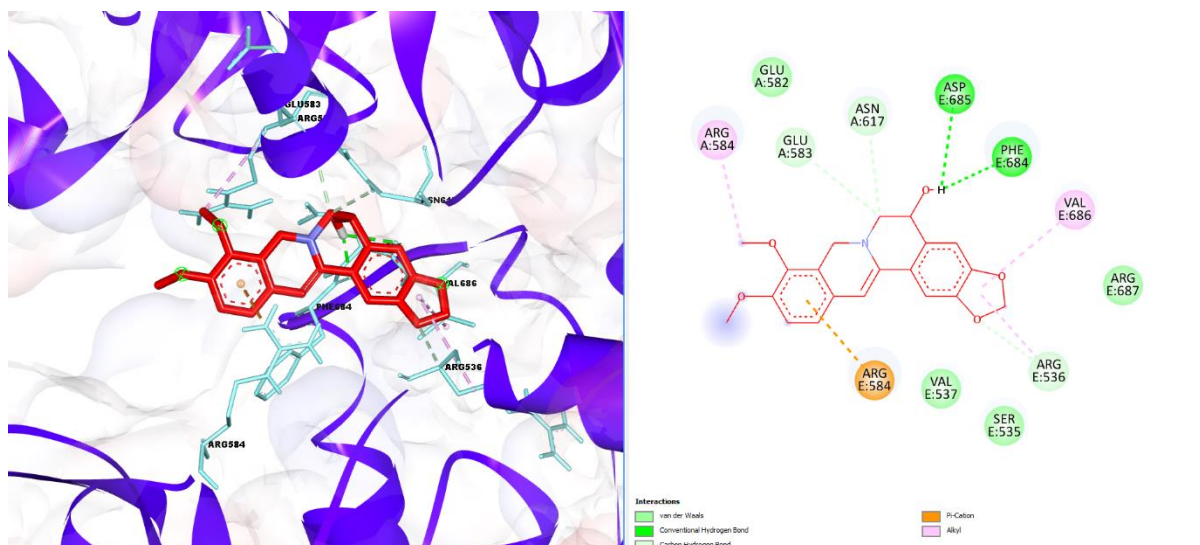 GLU583
ARG5
VAL686
PHE684
ARG536
ARG584
GLU
A:582
ASN
A:617
ASP
E:685
ARG
A:584
GLU
A:583
PHE
E:684
O-H
VAL
E:686
N
O
O
O
O
ARG
E:687
ARG
E:584
VAL
E:537
ARG
E:536
SER
E:535
Interactions
van der Waals
Conventional Hydrogen Bond
Carbon Hydrogen Bond
Pi-Cation
Alkyl